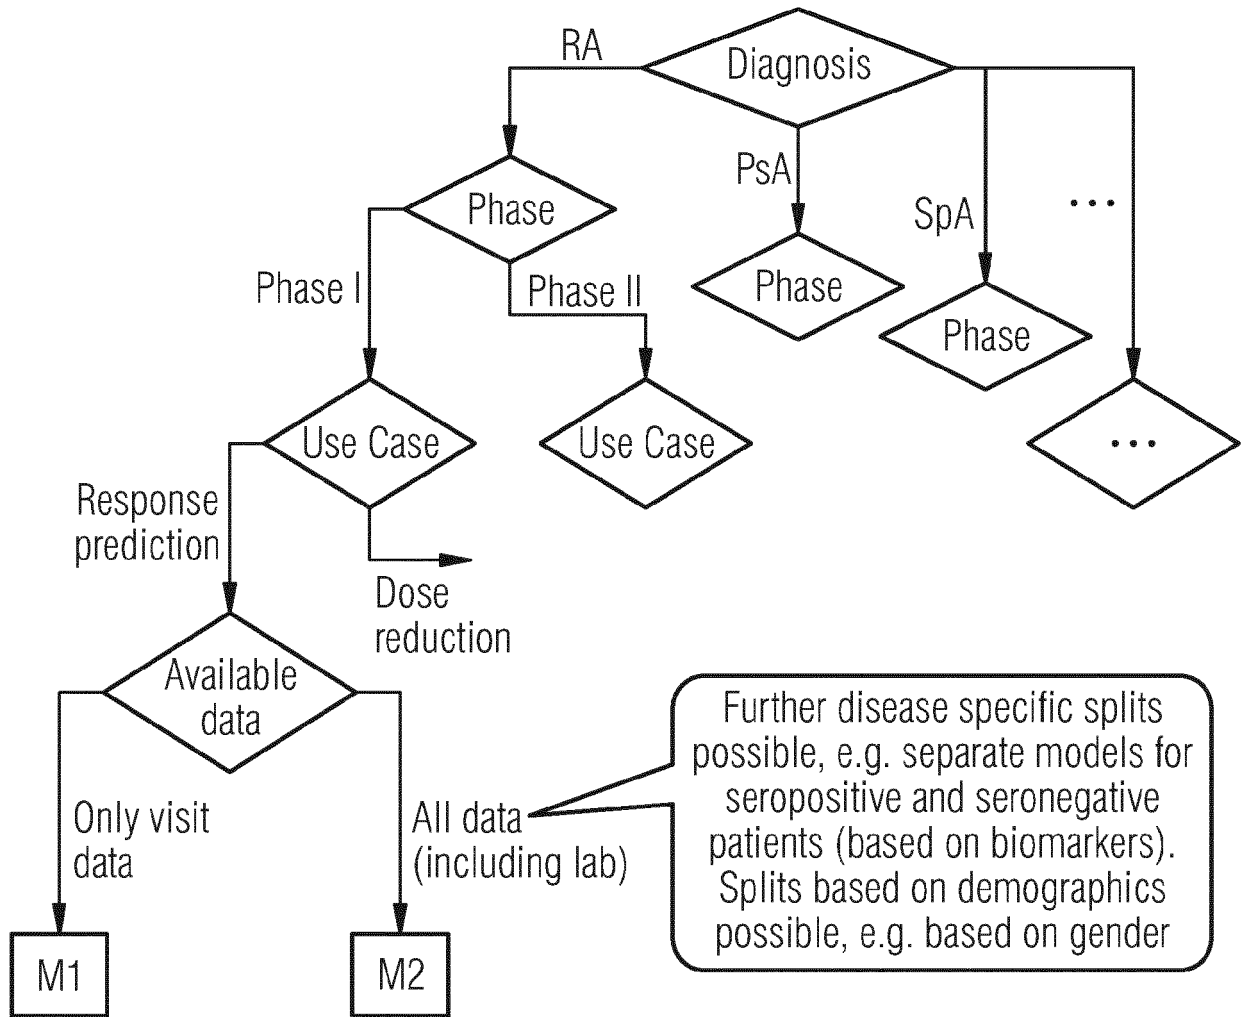 RA
Diagnosis
PsA
SpA
...
Phase
Phase
Phase
Phase I
Phase II
Use Case
Use Case
...
Response
prediction
Dose
reduction
Available
data
Only visit
data
All data
(including lab)
Further disease specific splits
possible, e.g. separate models for
seropositive and seronegative
patients (based on biomarkers).
Splits based on demographics
possible, e.g. based on gender
M1
M2